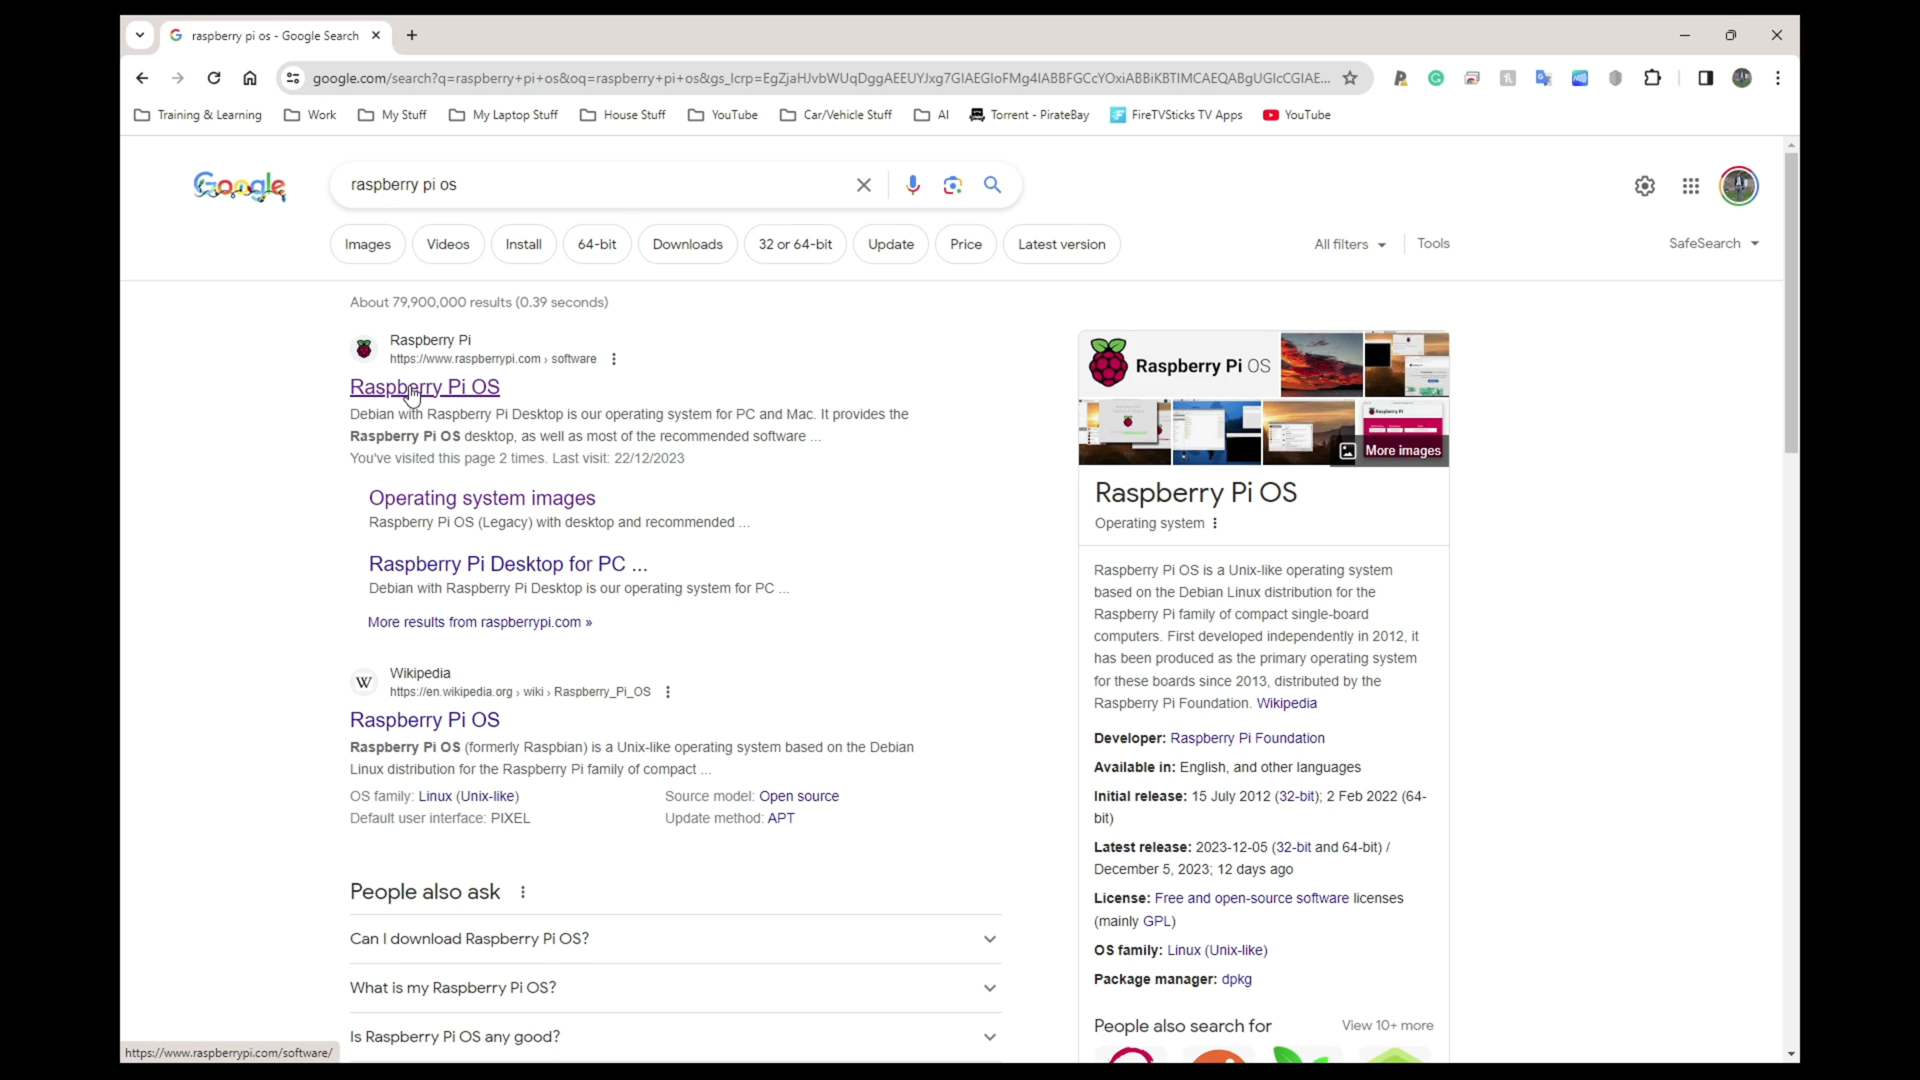 raspberry pi os - Google Search
google.com/search?q=raspberry+pi+os&oq=raspberry+pi+os&gs_lcrp=EgZjaHJvbWUqDggAEEUYJxg7GIAEGIoFMg4IABBFGCcYOxiABBiKBTIMCAEQABgUGIcCGIAE...
Training & Learning
Work
My Stuff
My Laptop Stuff
House Stuff
YouTube
Car/Vehicle Stuff
AI
Torrent - PirateBay
FireTVSticks TV Apps
YouTube
Google
raspberry pi os
Images
Videos
Install
64-bit
Downloads
32 or 64-bit
Update
Price
Latest version
All filters
Tools
SafeSearch
About 79,900,000 results (0.39 seconds)
Raspberry Pi
https://www.raspberrypi.com › software
Raspberry Pi OS
Debian with Raspberry Pi Desktop is our operating system for PC and Mac. It provides the
Raspberry Pi OS desktop, as well as most of the recommended software ...
You've visited this page 2 times. Last visit: 22/12/2023
Operating system images
Raspberry Pi OS (Legacy) with desktop and recommended ...
Raspberry Pi Desktop for PC ...
Debian with Raspberry Pi Desktop is our operating system for PC ...
More results from raspberrypi.com »
W
Wikipedia
https://en.wikipedia.org › wiki › Raspberry_Pi_OS
Raspberry Pi OS
Raspberry Pi OS (formerly Raspbian) is a Unix-like operating system based on the Debian
Linux distribution for the Raspberry Pi family of compact ...
OS family: Linux (Unix-like)
Source model: Open source
Default user interface: PIXEL
Update method: APT
People also ask
Can I download Raspberry Pi OS?
What is my Raspberry Pi OS?
Is Raspberry Pi OS any good?
https://www.raspberrypi.com/software/
Raspberry Pi OS
More images
Raspberry Pi OS
Operating system
Raspberry Pi OS is a Unix-like operating system
based on the Debian Linux distribution for the
Raspberry Pi family of compact single-board
computers. First developed independently in 2012, it
has been produced as the primary operating system
for these boards since 2013, distributed by the
Raspberry Pi Foundation. Wikipedia
Developer: Raspberry Pi Foundation
Available in: English, and other languages
Initial release: 15 July 2012 (32-bit); 2 Feb 2022 (64-
bit)
Latest release: 2023-12-05 (32-bit and 64-bit) /
December 5, 2023; 12 days ago
License: Free and open-source software licenses
(mainly GPL)
OS family: Linux (Unix-like)
Package manager: dpkg
People also search for
View 10+ more